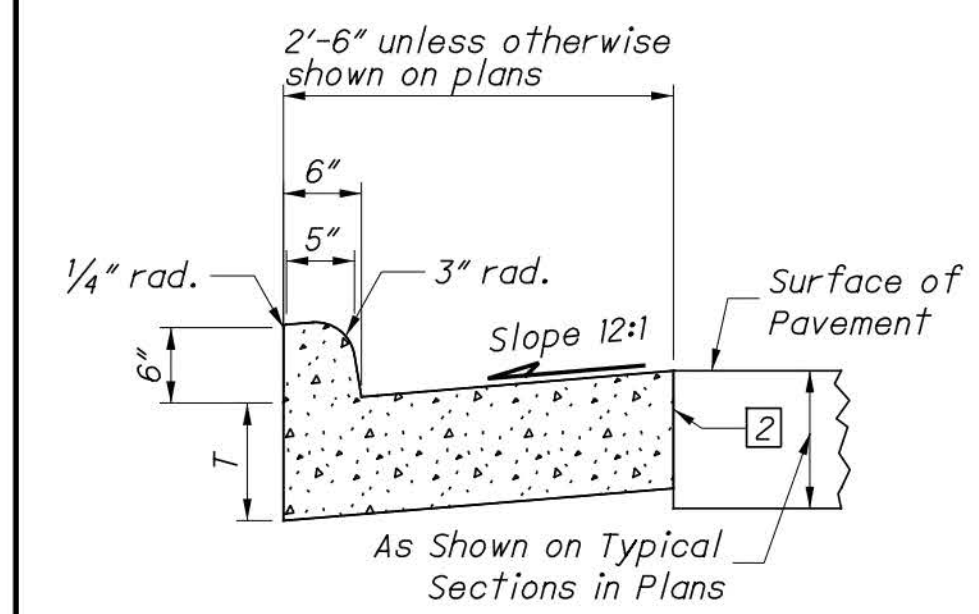 2'-6" unless otherwise
shown on plans
6"
5"
1/4" rad.
3" rad.
Surface of
Pavement
Slope 12:1
6"
2
T
As Shown on Typical
Sections in Plans